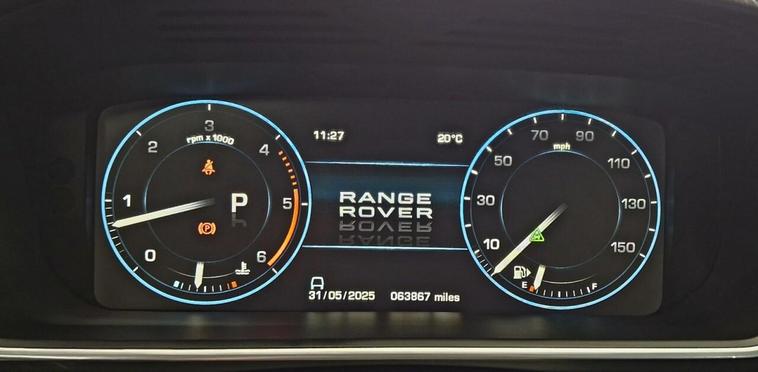 11:27
20°C
rpm x 1000
0
1
2
3
4
5
6
P
(P)
RANGE
ROVER
mph
10
30
50
70
90
110
130
150
E
F
31/05/2025 063867 miles